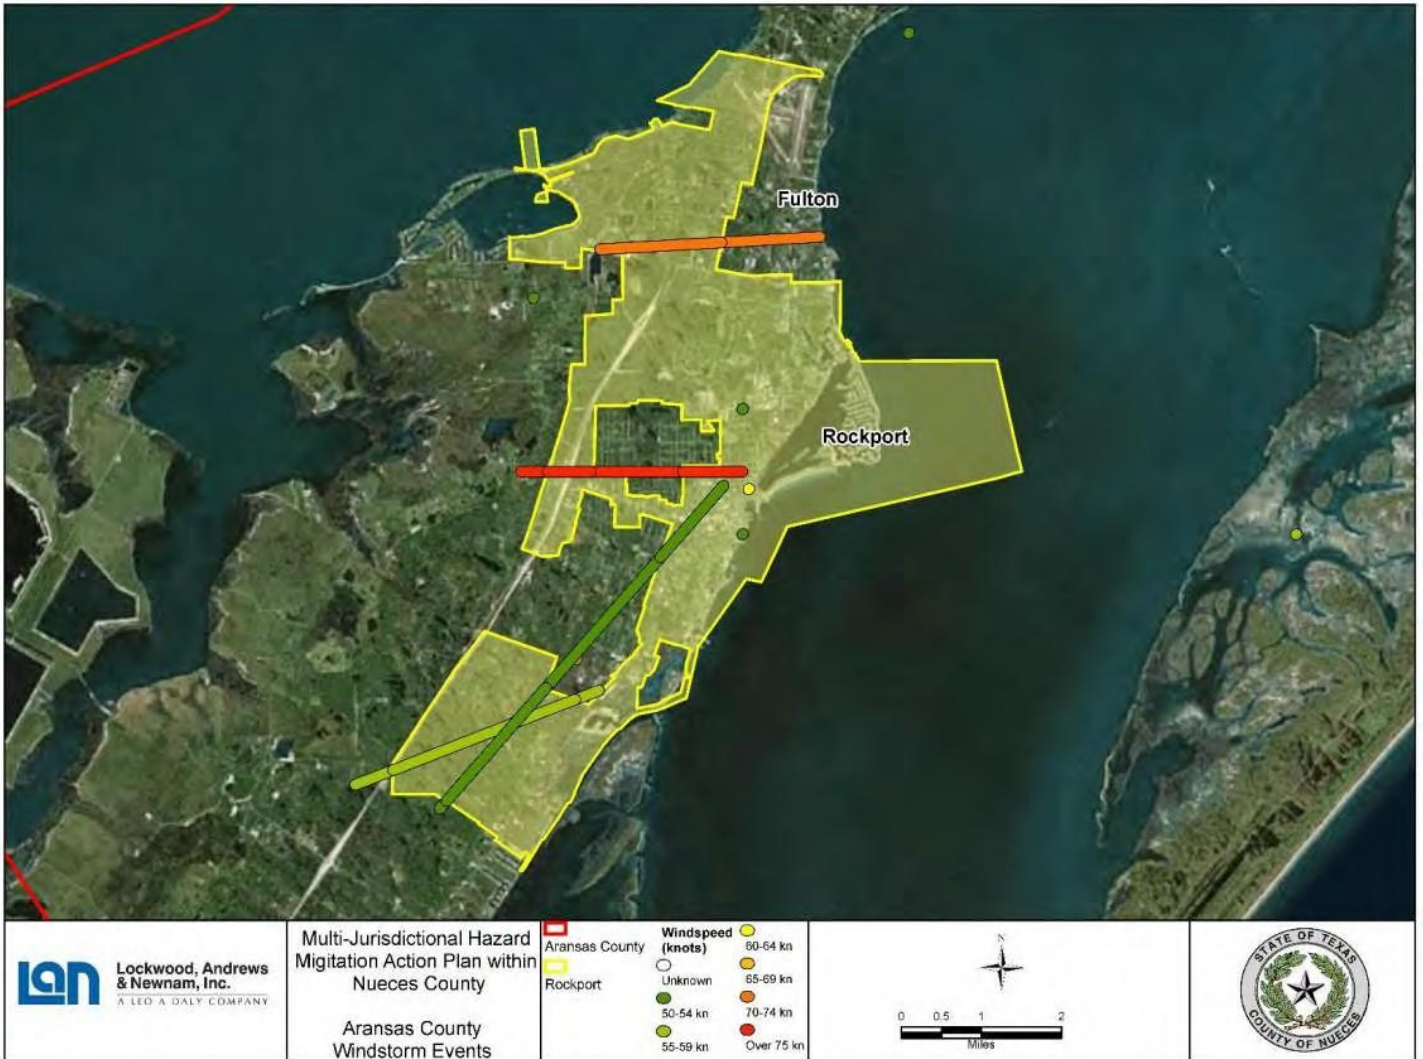 Fulton
Rockport
Lan
Lockwood, Andrews
& Newnam, Inc.
A LEO A DALY COMPANY
Multi-Jurisdictional Hazard
Migitation Action Plan within
Nueces County
Aransas County
Windstorm Events
Aransas County
Rockport
Windspeed
(knots)
Unknown
50-54 kn
55-59 kn
60-64 kn
65-69 kn
70-74 kn
Over 75 kn
N
0 0.5 1 2
Miles
STATE OF TEXAS
COUNTY OF NUECES